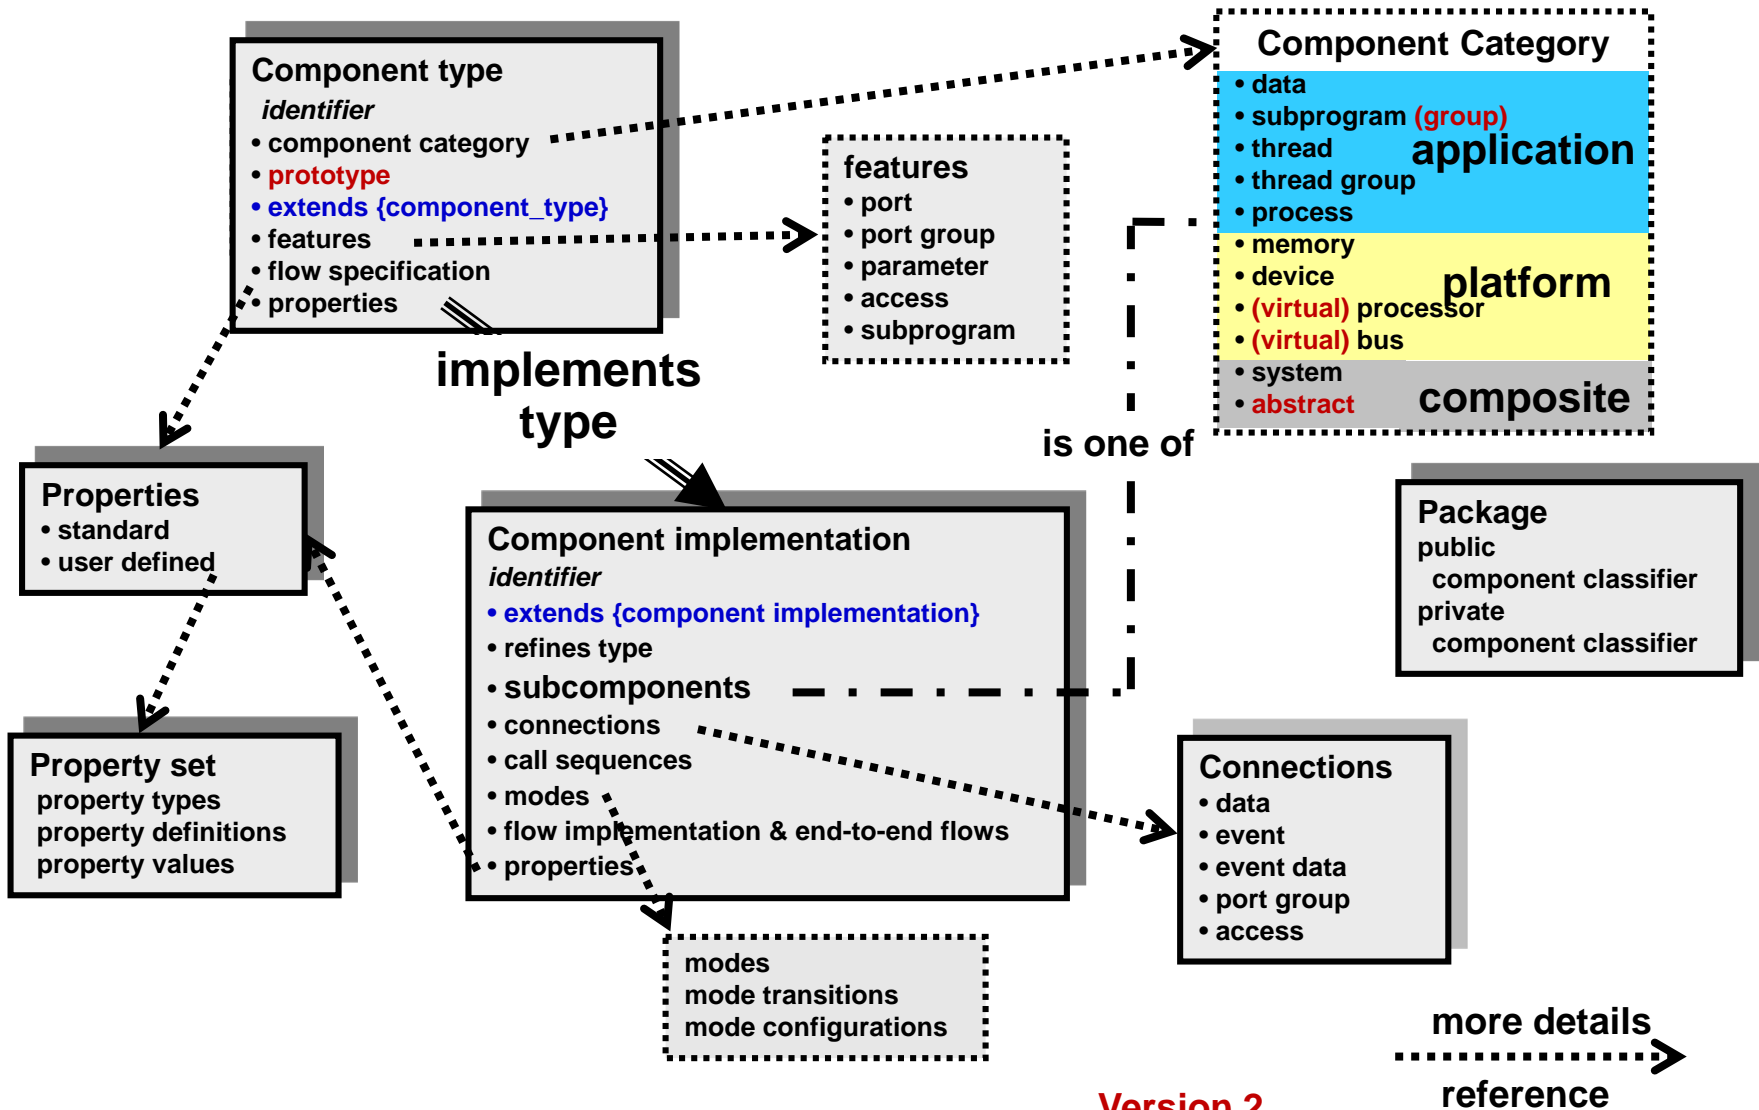 Component type
identifier
• component category
• prototype
• extends {component_type}
• features
• flow specification
• properties
implements
type
features
• port
• port group
• parameter
• access
• subprogram
Component Category
• data
• subprogram (group)
• thread
• thread group
• process
application
• memory
• device
• (virtual) processor
• (virtual) bus
platform
• system
• abstract
composite
is one of
Properties
• standard
• user defined
Property set
property types
property definitions
property values
Component implementation
identifier
• extends {component implementation}
• refines type
• subcomponents
• connections
• call sequences
• modes
• flow implementation & end-to-end flows
• properties
modes
mode transitions
mode configurations
Package
public
component classifier
private
component classifier
Connections
• data
• event
• event data
• port group
• access
more details
reference
Version 2